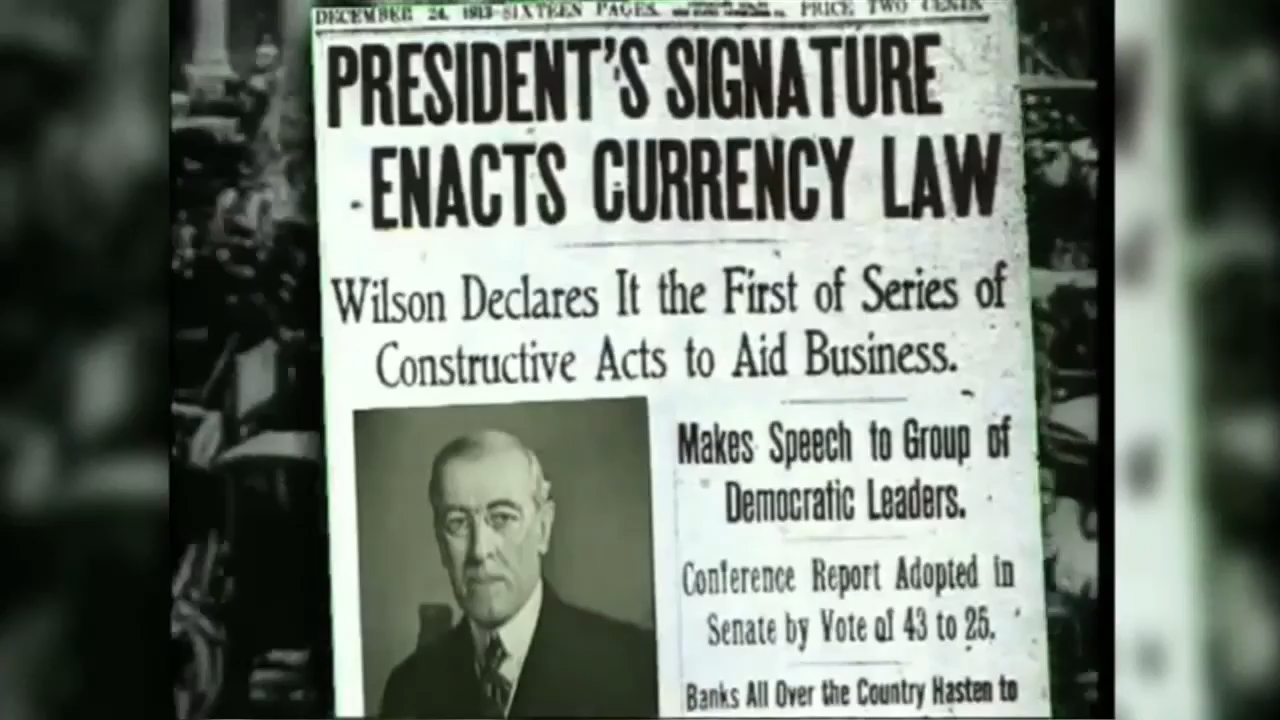 DECEMBER 24, 1913-SIXTEEN PAGES. PRICE TWO CENTS.
PRESIDENT'S SIGNATURE
ENACTS CURRENCY LAW
Wilson Declares It the First of Series of
Constructive Acts to Aid Business.
Makes Speech to Group of
Democratic Leaders.
Conference Report Adopted in
Senate by Vote of 43 to 25.
Banks All Over the Country Hasten to